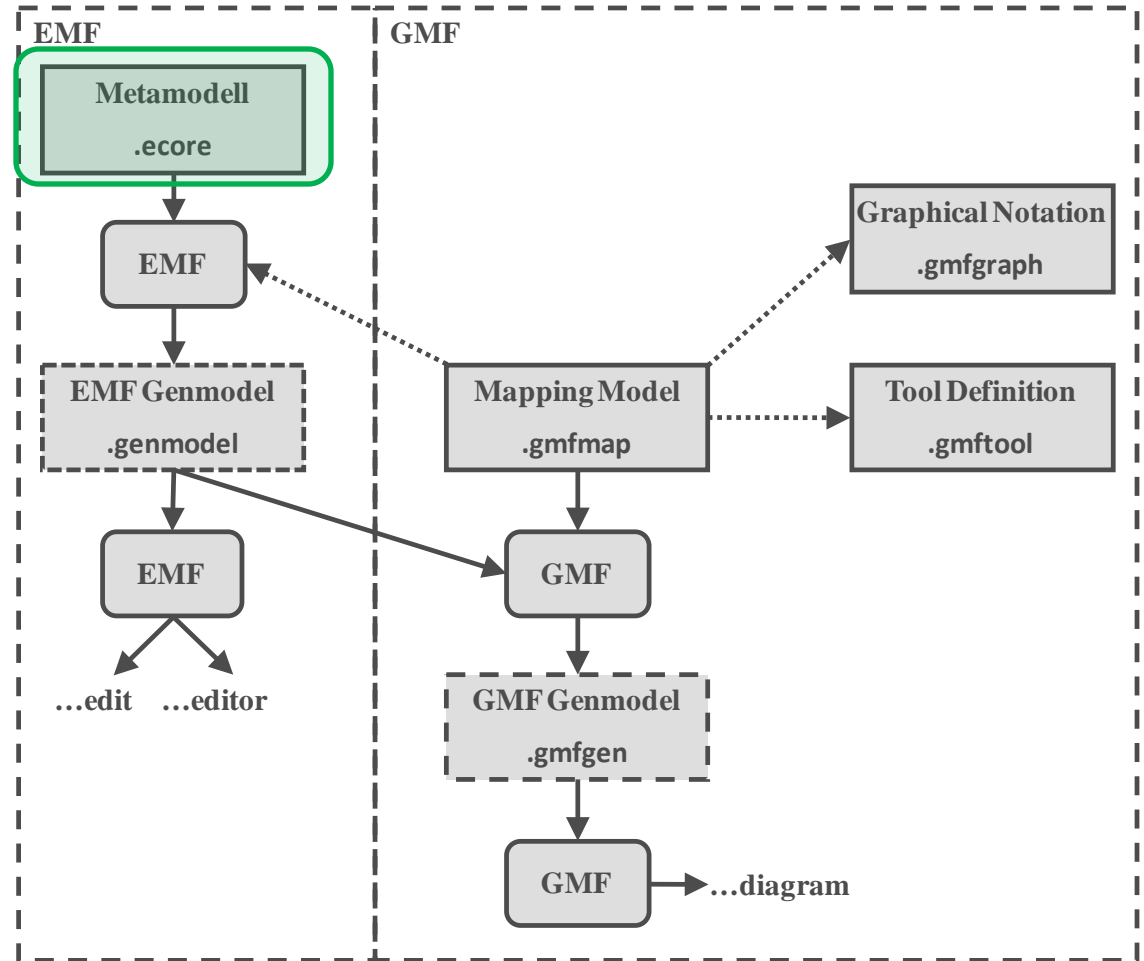 EMF
GMF
Metamodell
.ecore
EMF
Graphical Notation
.gmfgraph
EMF Genmodel
.genmodel
Mapping Model
.gmfmap
Tool Definition
.gmftool
EMF
GMF
...edit
...editor
GMF Genmodel
.gmfgen
GMF
...diagram